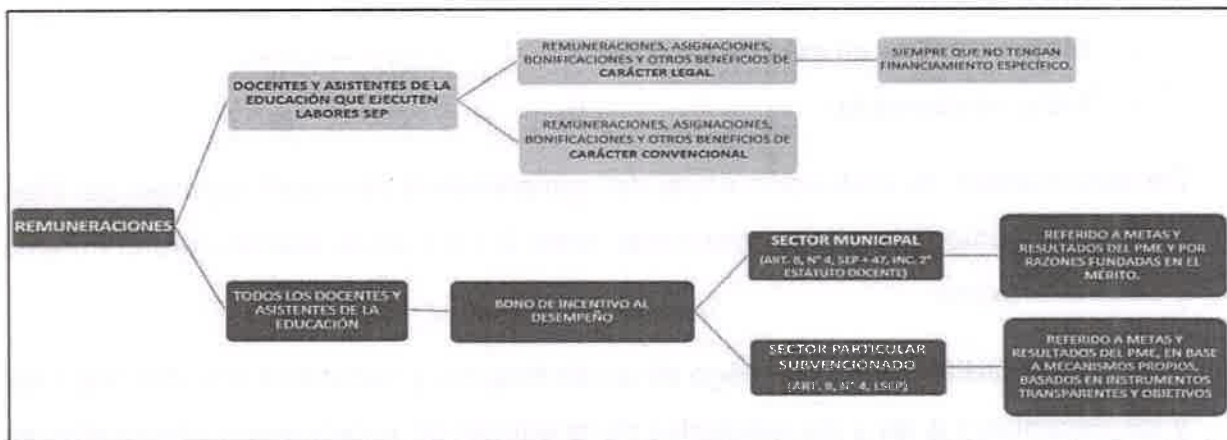 REMUNERACIONES
DOCENTES Y ASISTENTES DE LA
EDUCACIÓN QUE EJECUTEN
LABORES SEP
REMUNERACIONES, ASIGNACIONES,
BONIFICACIONES Y OTROS BENEFICIOS DE
CARÁCTER LEGAL.
SIEMPRE QUE NO TENGAN
FINANCIAMIENTO ESPECÍFICO.
REMUNERACIONES, ASIGNACIONES,
BONIFICACIONES Y OTROS BENEFICIOS DE
CARÁCTER CONVENCIONAL
TODOS LOS DOCENTES Y
ASISTENTES DE LA
EDUCACIÓN
BONO DE INCENTIVO AL
DESEMPEÑO
SECTOR MUNICIPAL
(ART. 8, N° 4, SEP + 47, INC. 2°
ESTATUTO DOCENTE)
REFERIDO A METAS Y
RESULTADOS DEL PME Y POR
RAZONES FUNDADAS EN EL
MÉRITO.
SECTOR PARTICULAR
SUBVENCIONADO
(ART. 8, N° 4, LSEP)
REFERIDO A METAS Y
RESULTADOS DEL PME, EN BASE
A MECANISMOS PROPIOS,
BASADOS EN INSTRUMENTOS
TRANSPARENTES Y OBJETIVOS